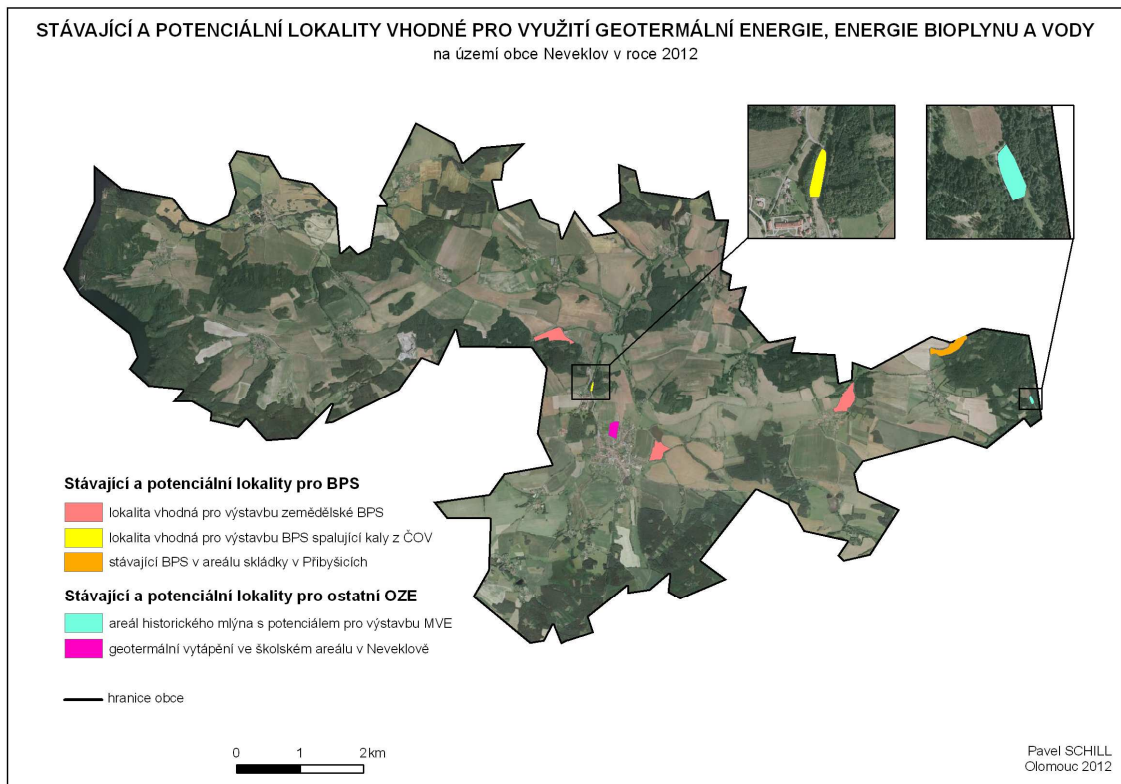 STÁVAJÍCÍ A POTENCIÁLNÍ LOKALITY VHODNÉ PRO VYUŽITÍ GEOTERMÁLNÍ ENERGIE, ENERGIE BIOPLYNU A VODY
na území obce Neveklov v roce 2012
Stávající a potenciální lokality pro BPS
lokalita vhodná pro výstavbu zemědělské BPS
lokalita vhodná pro výstavbu BPS spalující kaly z ČOV
stávající BPS v areálu skládky v Přibyšicích
Stávající a potenciální lokality pro ostatní OZE
areál historického mlýna s potenciálem pro výstavbu MVE
geotermální vytápění ve školském areálu v Neveklově
hranice obce
0 1 2 km
Pavel SCHILL
Olomouc 2012